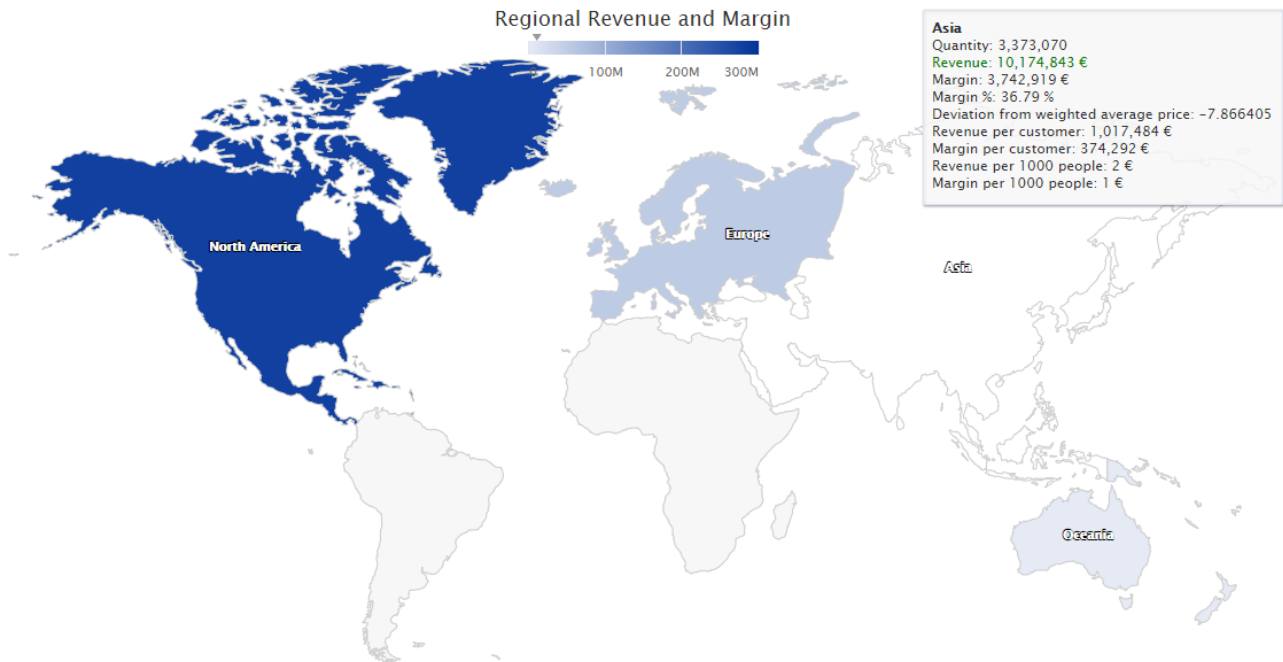 Regional Revenue and Margin
0 100M 200M 300M
Asia
Quantity: 3,373,070
Revenue: 10,174,843 €
Margin: 3,742,919 €
Margin %: 36.79 %
Deviation from weighted average price: −7.866405
Revenue per customer: 1,017,484 €
Margin per customer: 374,292 €
Revenue per 1000 people: 2 €
Margin per 1000 people: 1 €
North America
Europe
Asia
Oceania